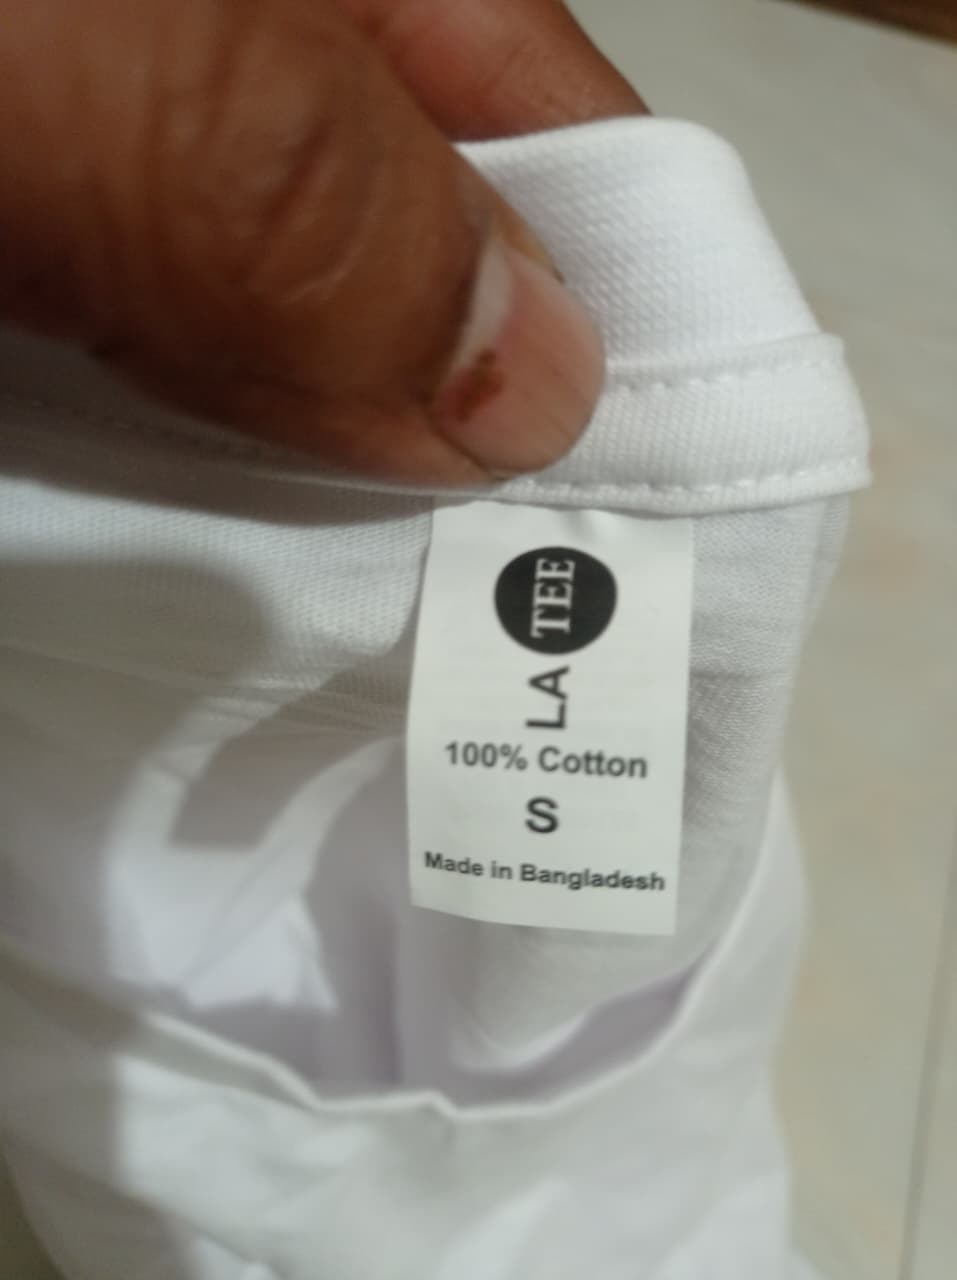 LA TEE
100% Cotton
S
Made in Bangladesh